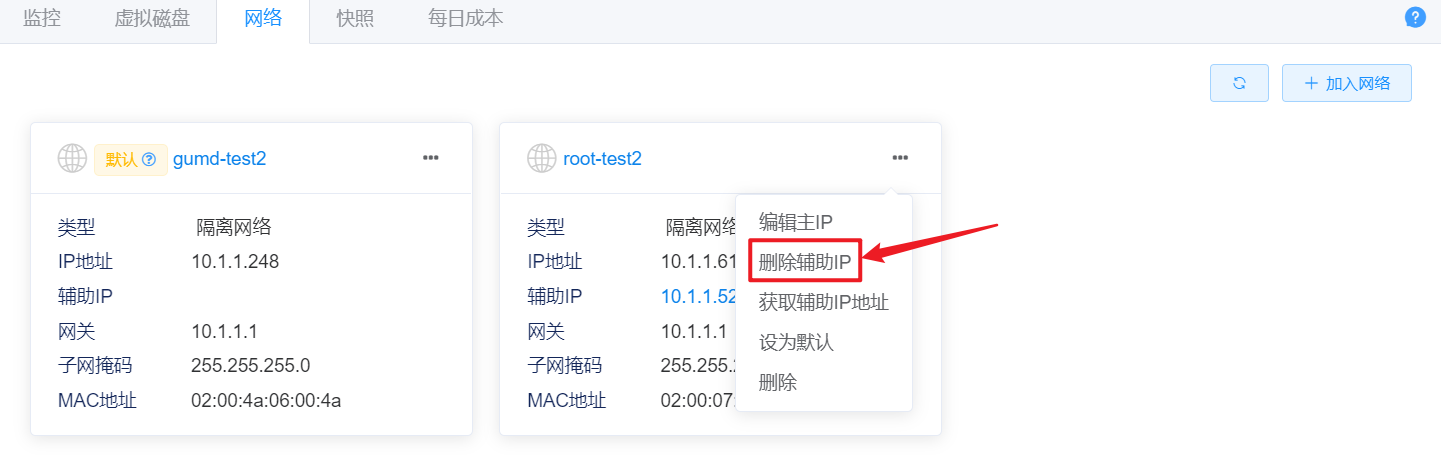 监控 虚拟磁盘 网络 快照 每日成本
加入网络
默认 gumd-test2
类型 隔离网络
IP地址 10.1.1.248
辅助IP
网关 10.1.1.1
子网掩码 255.255.255.0
MAC地址 02:00:4a:06:00:4a
root-test2
类型 隔离网络
IP地址 10.1.1.61
辅助IP 10.1.1.52
网关 10.1.1.1
子网掩码 255.255.
MAC地址 02:00:07
编辑主IP
删除辅助IP
获取辅助IP地址
设为默认
删除